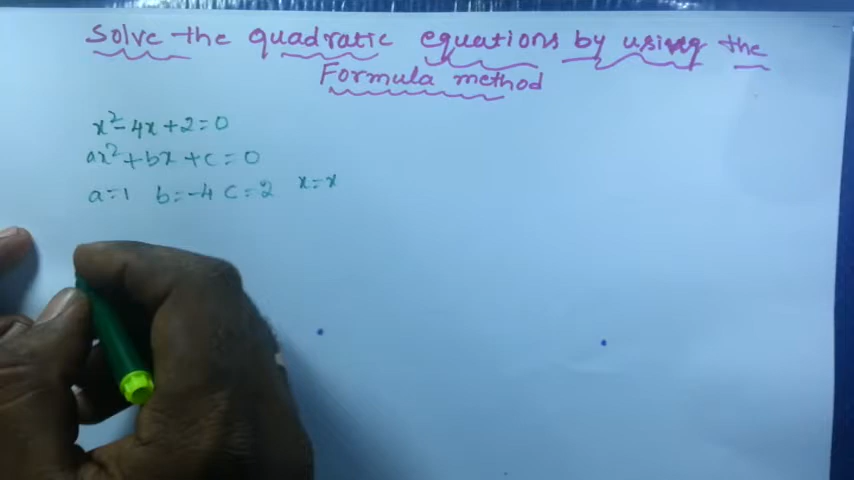 Solve the quadratic equations by using the
Formula method
x² - 4x + 2 = 0
ax² + bx + c = 0
a = 1 b = -4 c = 2 x = x